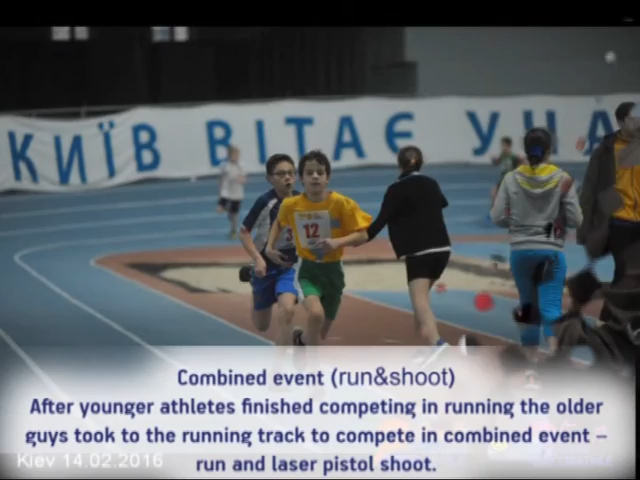 КИЇВ ВІТАЄ УЧА
12
Combined event (run&shoot)
After younger athletes finished competing in running the older
guys took to the running track to compete in combined event –
run and laser pistol shoot.
Kiev 14.02.2016